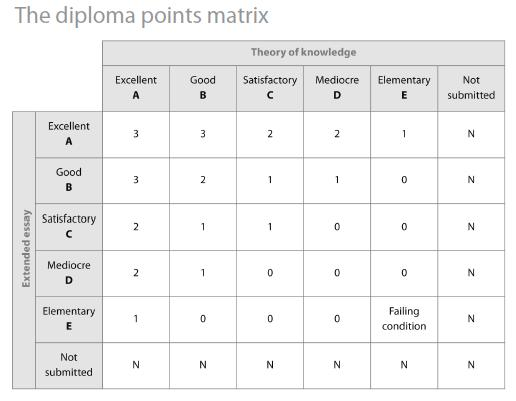 The diploma points matrix
Theory of knowledge
Excellent A
Good B
Satisfactory C
Mediocre D
Elementary E
Not submitted
Extended essay
Excellent A
3 3 2 2 1 N
Good B
3 2 1 1 0 N
Satisfactory C
2 1 1 0 0 N
Mediocre D
2 1 0 0 0 N
Elementary E
1 0 0 0 Failing condition N
Not submitted
N N N N N N